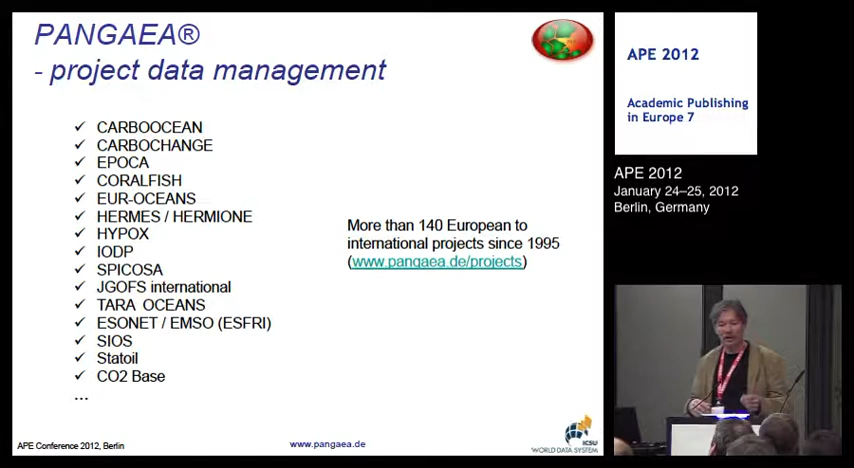 PANGAEA®
- project data management
✓ CARBOOCEAN
✓ CARBOCHANGE
✓ EPOCA
✓ CORALFISH
✓ EUR-OCEANS
✓ HERMES / HERMIONE
✓ HYPOX
✓ IODP
✓ SPICOSA
✓ JGOFS international
✓ TARA OCEANS
✓ ESONET / EMSO (ESFRI)
✓ SIOS
✓ Statoil
✓ CO2 Base
...
More than 140 European to
international projects since 1995
(www.pangaea.de/projects)
APE Conference 2012, Berlin
www.pangaea.de
ICSU
WORLD DATA SYSTEM
APE 2012
Academic Publishing
in Europe 7
APE 2012
January 24–25, 2012
Berlin, Germany